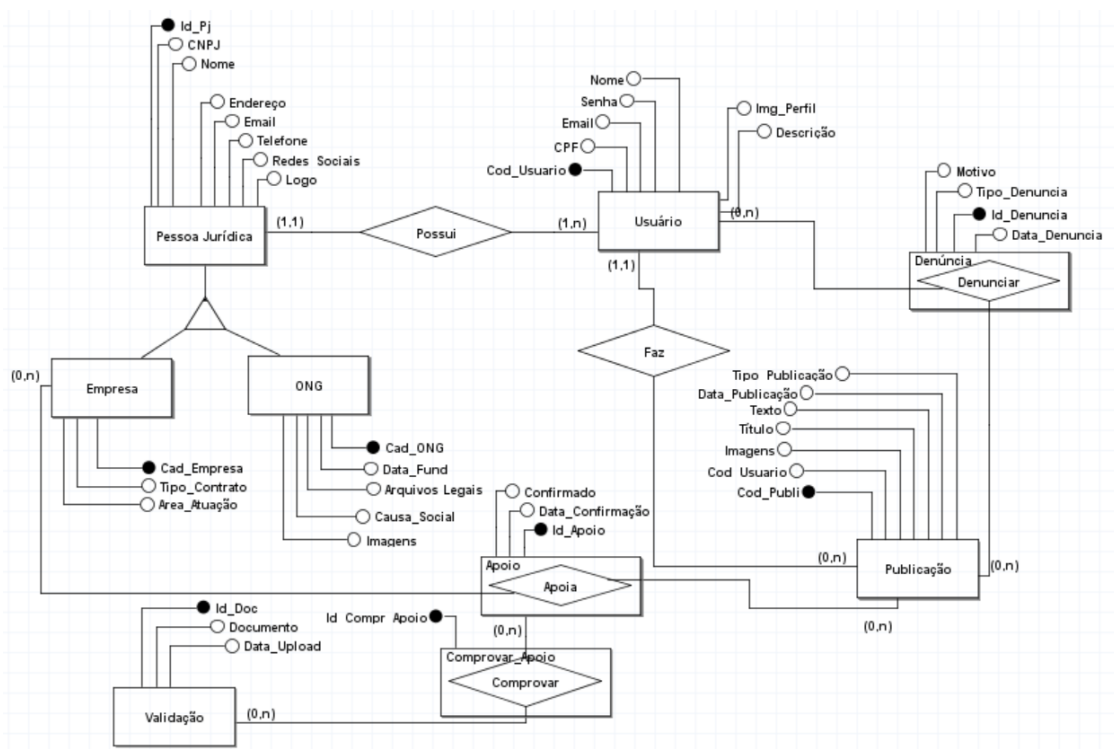 Id_Pj
CNPJ
Nome
Endereço
Email
Telefone
Redes Sociais
Logo
Pessoa Jurídica
(1,1)
Possui
(1,n)
Nome
Senha
Email
CPF
Cod_Usuario
Img_Perfil
Descrição
Usuário
(0,n)
(1,1)
Motivo
Tipo_Denuncia
Id_Denuncia
Data_Denuncia
Denúncia
Denunciar
Faz
(0,n)
Empresa
ONG
Cad_Empresa
Tipo_Contrato
Area_Atuação
Cad_ONG
Data_Fund
Arquivos Legais
Causa_Social
Imagens
Tipo Publicação
Data_Publicação
Texto
Título
Imagens
Cod Usuario
Cod_Publi
(0,n)
Publicação
(0,n)
(0,n)
Confirmado
Data_Confirmação
Id_Apoio
Apoio
Apoia
(0,n)
Id_Doc
Documento
Data_Upload
Id Compr Apoio
Comprovar_Apoio
Comprovar
Validação
(0,n)